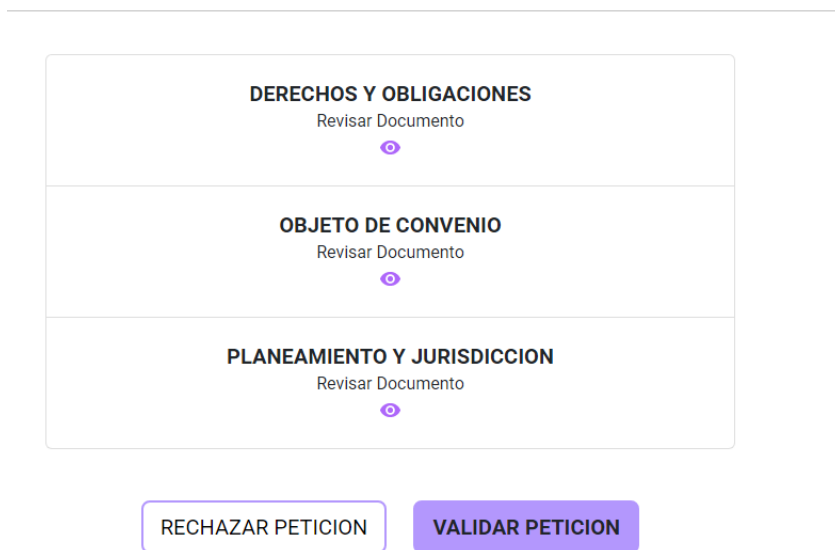 DERECHOS Y OBLIGACIONES
Revisar Documento
OBJETO DE CONVENIO
Revisar Documento
PLANEAMIENTO Y JURISDICCION
Revisar Documento
RECHAZAR PETICION
VALIDAR PETICION